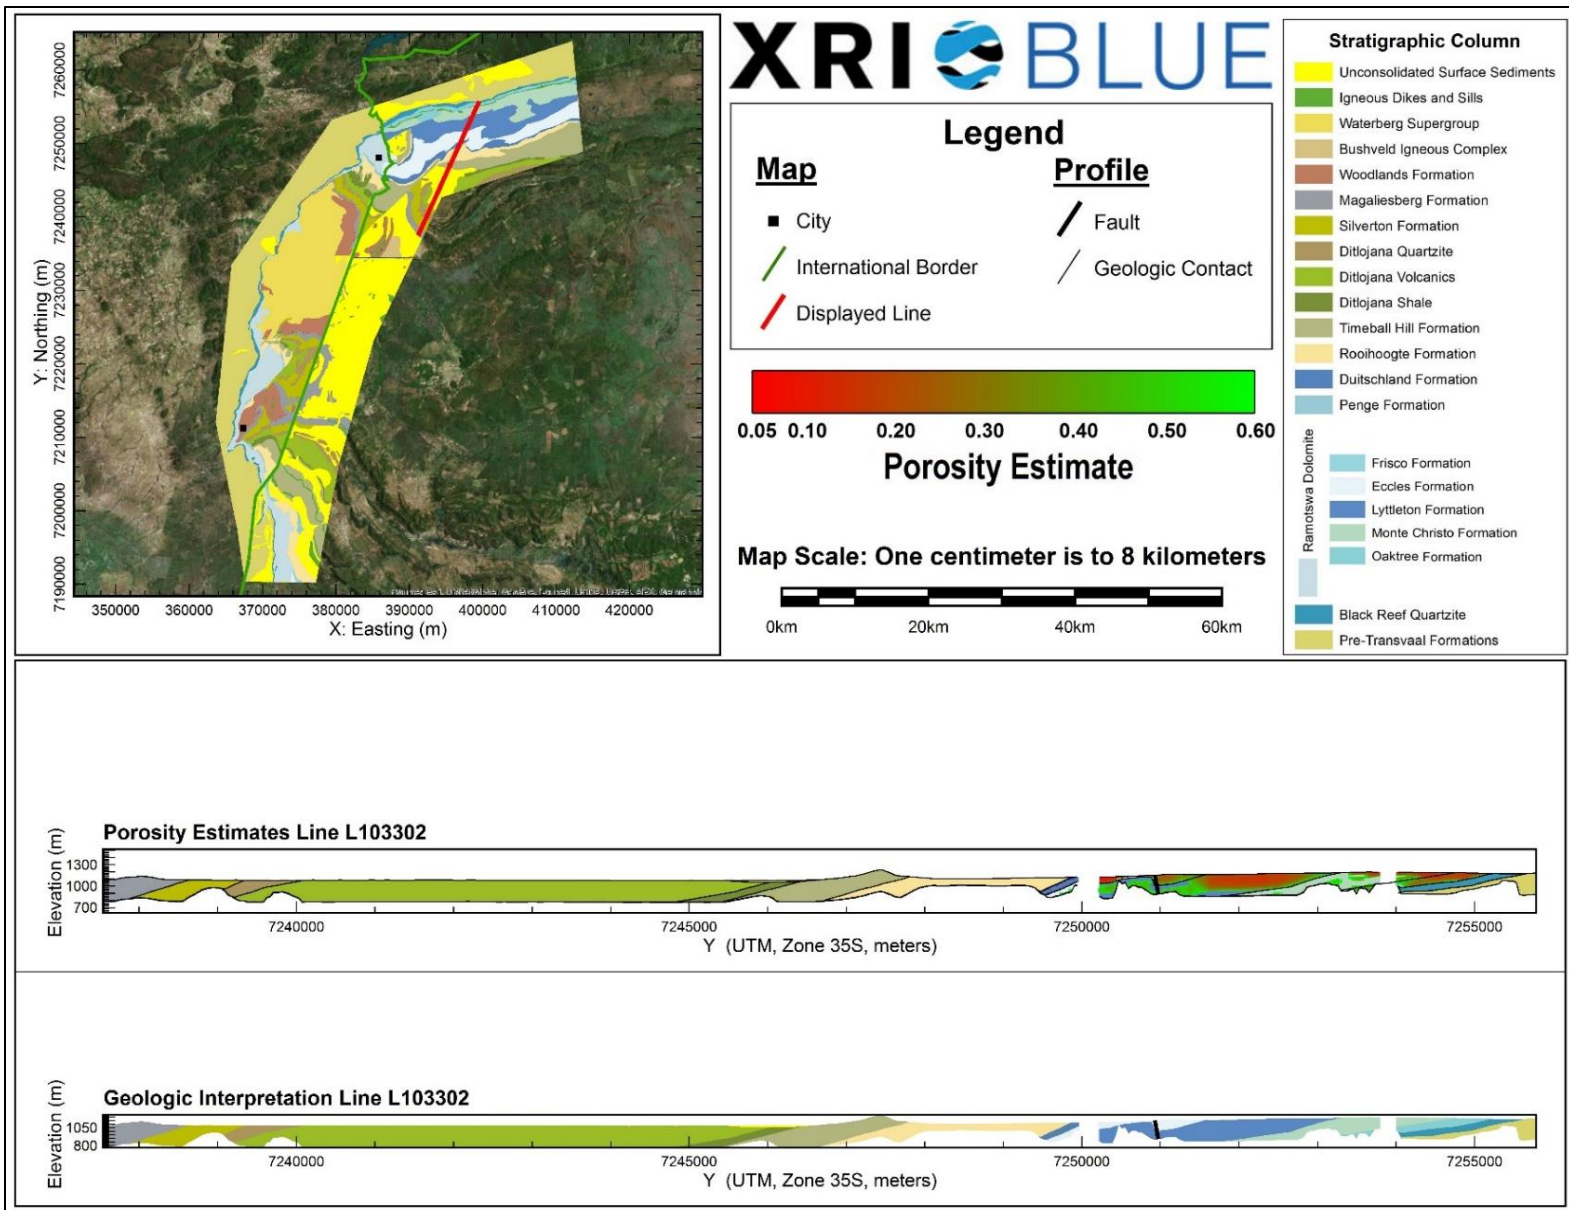 7260000
7250000
7240000
7230000
7220000
7210000
7200000
7190000
Y: Northing (m)
350000 360000 370000 380000 390000 400000 410000 420000
X: Easting (m)
XRI BLUE
Legend
Map
City
International Border
Displayed Line
Profile
Fault
Geologic Contact
0.05 0.10 0.20 0.30 0.40 0.50 0.60
Porosity Estimate
Map Scale: One centimeter is to 8 kilometers
0km 20km 40km 60km
Stratigraphic Column
Unconsolidated Surface Sediments
Igneous Dikes and Sills
Waterberg Supergroup
Bushveld Igneous Complex
Woodlands Formation
Magaliesberg Formation
Silverton Formation
Ditlojana Quartzite
Ditlojana Volcanics
Ditlojana Shale
Timeball Hill Formation
Rooihoogte Formation
Duitschland Formation
Penge Formation
Ramotswa Dolomite
Frisco Formation
Eccles Formation
Lyttleton Formation
Monte Christo Formation
Oaktree Formation
Black Reef Quartzite
Pre-Transvaal Formations
Porosity Estimates Line L103302
Elevation (m)
1300
1000
700
7240000 7245000 7250000 7255000
Y (UTM, Zone 35S, meters)
Geologic Interpretation Line L103302
Elevation (m)
1050
800
7240000 7245000 7250000 7255000
Y (UTM, Zone 35S, meters)